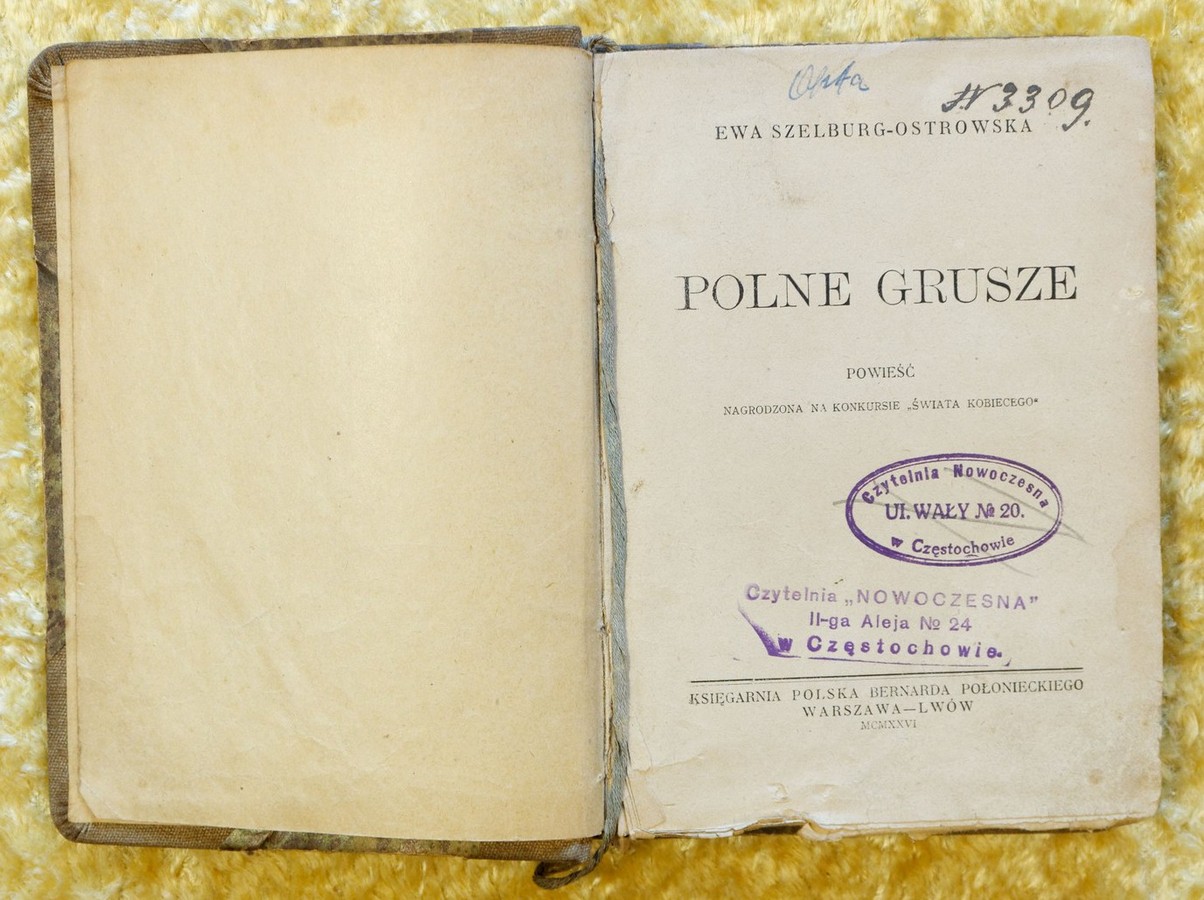 N 3309.
EWA SZELBURG-OSTROWSKA
POLNE GRUSZE
POWIEŚĆ
NAGRODZONA NA KONKURSIE „ŚWIATA KOBIECEGO“
Czytelnia Nowoczesna
Ul. WAŁY № 20.
w Częstochowie
Czytelnia „NOWOCZESNA”
II-ga Aleja № 24
w Częstochowie.
KSIĘGARNIA POLSKA BERNARDA POŁONIECKIEGO
WARSZAWA—LWÓW
MCMXXVI